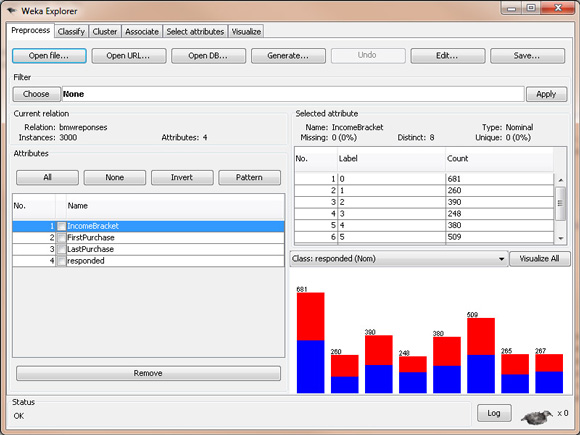 Weka Explorer
Preprocess Classify Cluster Associate Select attributes Visualize
Open file... Open URL... Open DB... Generate... Undo Edit... Save...
Filter
Choose None Apply
Current relation
Relation: bmwreponses
Instances: 3000 Attributes: 4
Attributes
All None Invert Pattern
No. Name
1 IncomeBracket
2 FirstPurchase
3 LastPurchase
4 responded
Remove
Selected attribute
Name: IncomeBracket Type: Nominal
Missing: 0 (0%) Distinct: 8 Unique: 0 (0%)
No. Label Count
1 0 681
2 1 260
3 2 390
4 3 248
5 4 380
6 5 509
Class: responded (Nom) Visualize All
681
260
390
248
380
509
265
267
Status
OK
Log x 0